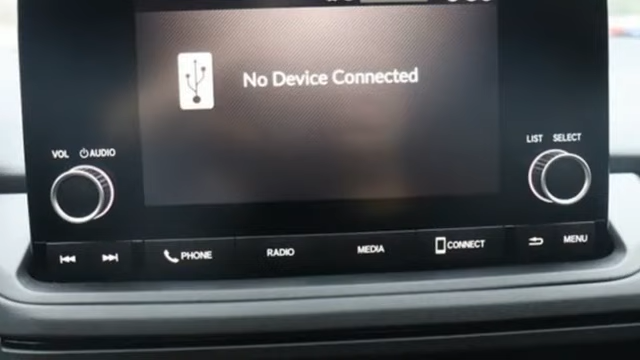 No Device Connected
VOL AUDIO
LIST SELECT
PHONE
RADIO
MEDIA
CONNECT
MENU